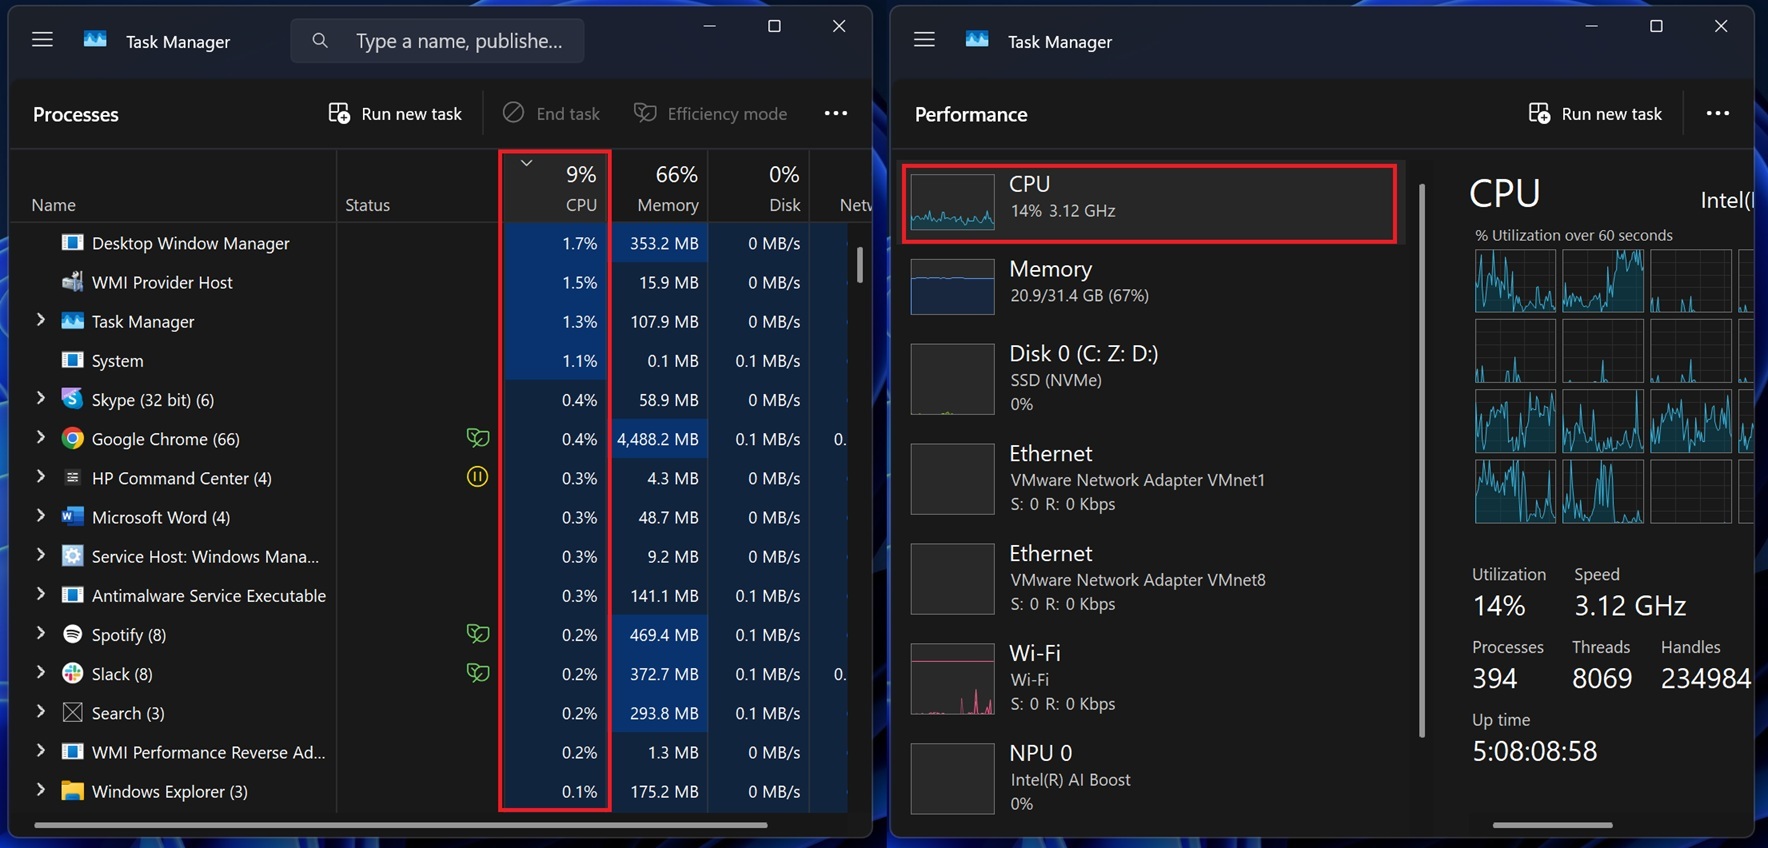 Task Manager
Type a name, publishe...
Processes
Run new task
End task
Efficiency mode
Name
Status
9%
CPU
66%
Memory
0%
Disk
Desktop Window Manager 1.7% 353.2 MB 0 MB/s
WMI Provider Host 1.5% 15.9 MB 0 MB/s
Task Manager 1.3% 107.9 MB 0 MB/s
System 1.1% 0.1 MB 0.1 MB/s
Skype (32 bit) (6) 0.4% 58.9 MB 0 MB/s
Google Chrome (66) 0.4% 4,488.2 MB 0.1 MB/s 0.
HP Command Center (4) 0.3% 4.3 MB 0 MB/s
Microsoft Word (4) 0.3% 48.7 MB 0 MB/s
Service Host: Windows Mana... 0.3% 9.2 MB 0 MB/s
Antimalware Service Executable 0.3% 141.1 MB 0.1 MB/s
Spotify (8) 0.2% 469.4 MB 0.1 MB/s
Slack (8) 0.2% 372.7 MB 0.1 MB/s 0.
Search (3) 0.2% 293.8 MB 0.1 MB/s
WMI Performance Reverse Ad... 0.2% 1.3 MB 0 MB/s
Windows Explorer (3) 0.1% 175.2 MB 0 MB/s
Task Manager
Performance
Run new task
CPU
14% 3.12 GHz
Memory
20.9/31.4 GB (67%)
Disk 0 (C: Z: D:)
SSD (NVMe)
0%
Ethernet
VMware Network Adapter VMnet1
S: 0 R: 0 Kbps
Ethernet
VMware Network Adapter VMnet8
S: 0 R: 0 Kbps
Wi-Fi
Wi-Fi
S: 0 R: 0 Kbps
NPU 0
Intel(R) AI Boost
0%
CPU
% Utilization over 60 seconds
Utilization Speed
14% 3.12 GHz
Processes Threads Handles
394 8069 234984
Up time
5:08:08:58